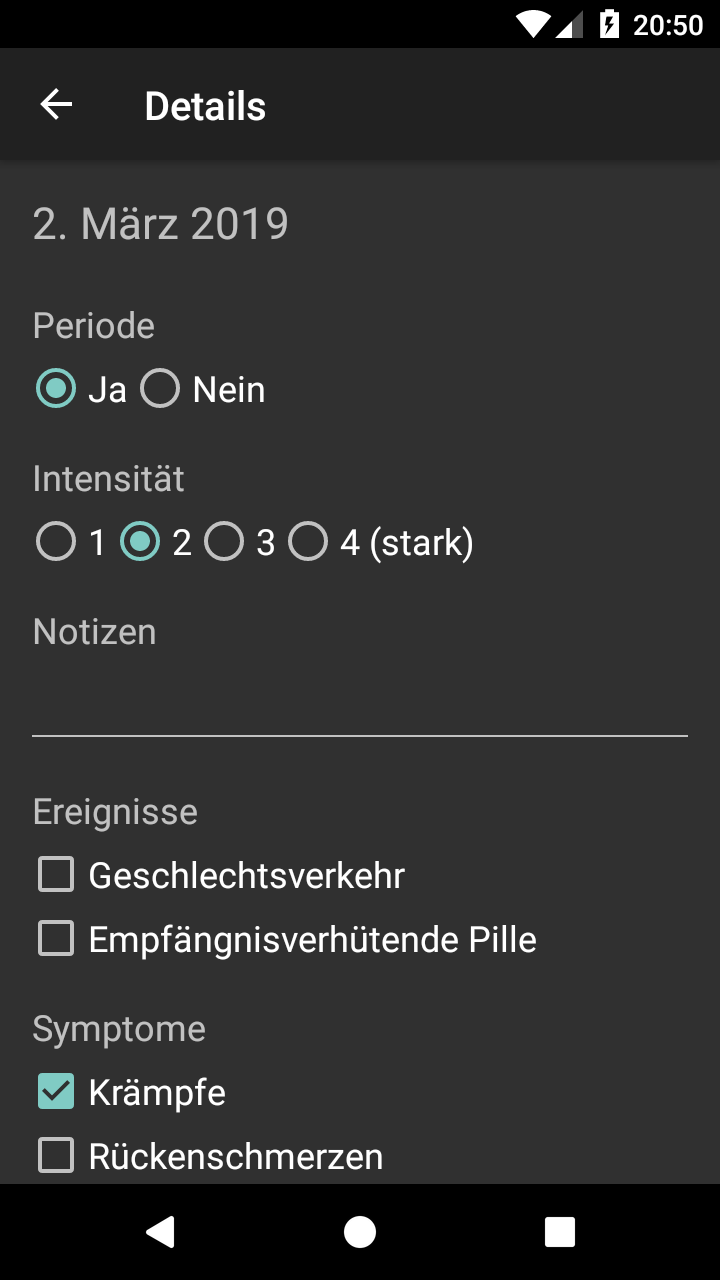 20:50
Details
2. März 2019
Periode
Ja Nein
Intensität
1 2 3 4 (stark)
Notizen
Ereignisse
Geschlechtsverkehr
Empfängnisverhütende Pille
Symptome
Krämpfe
Rückenschmerzen